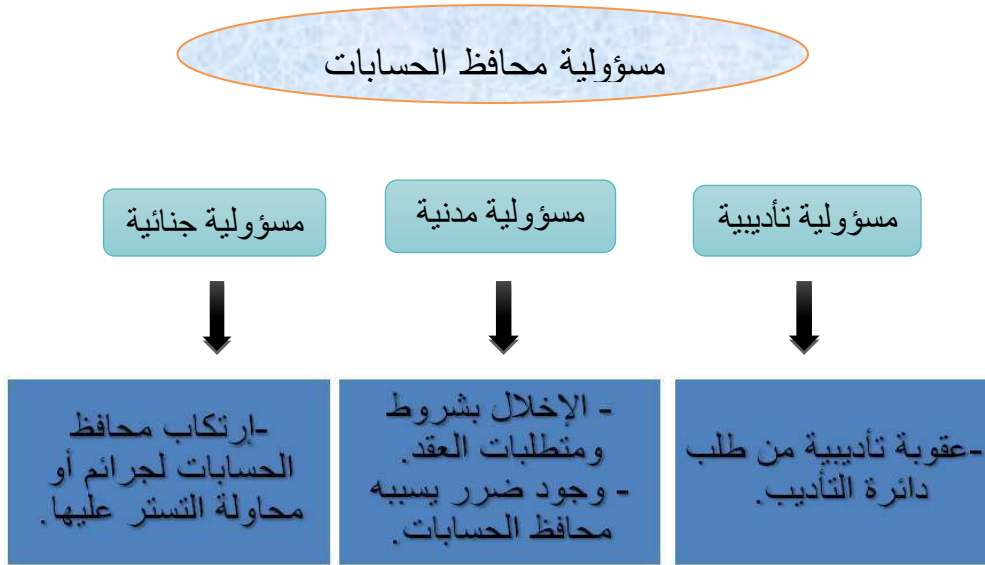 مسؤولية محافظ الحسابات
مسؤولية تأديبية
مسؤولية مدنية
مسؤولية جنائية
-عقوبة تأديبية من طلب
دائرة التأديب.
- الإخلال بشروط
ومتطلبات العقد.
- وجود ضرر يسببه
محافظ الحسابات.
-إرتكاب محافظ
الحسابات لجرائم أو
محاولة التستر عليها.